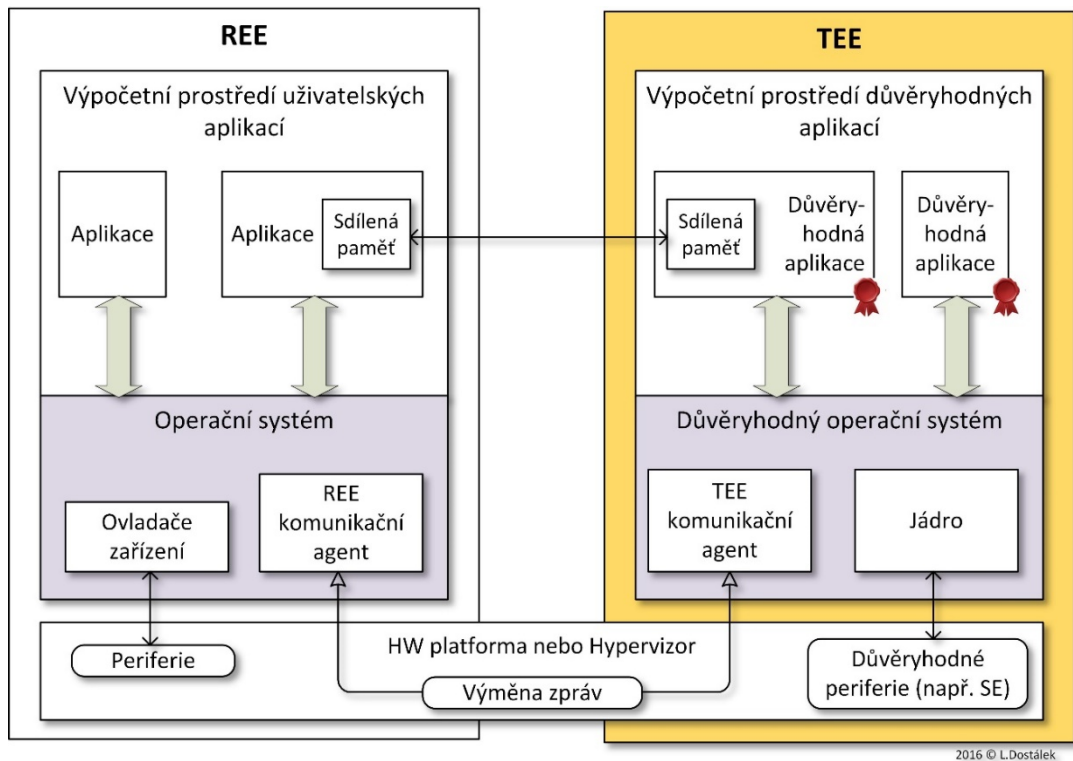 REE
Výpočetní prostředí uživatelských
aplikací
Aplikace
Aplikace
Sdílená
paměť
Operační systém
Ovladače
zařízení
REE
komunikační
agent
TEE
Výpočetní prostředí důvěryhodných
aplikací
Sdílená
paměť
Důvěry-
hodná
aplikace
Důvěry-
hodná
aplikace
Důvěryhodný operační systém
TEE
komunikační
agent
Jádro
HW platforma nebo Hypervizor
Periferie
Výměna zpráv
Důvěryhodné
periferie (např. SE)
2016 © L.Dostálek